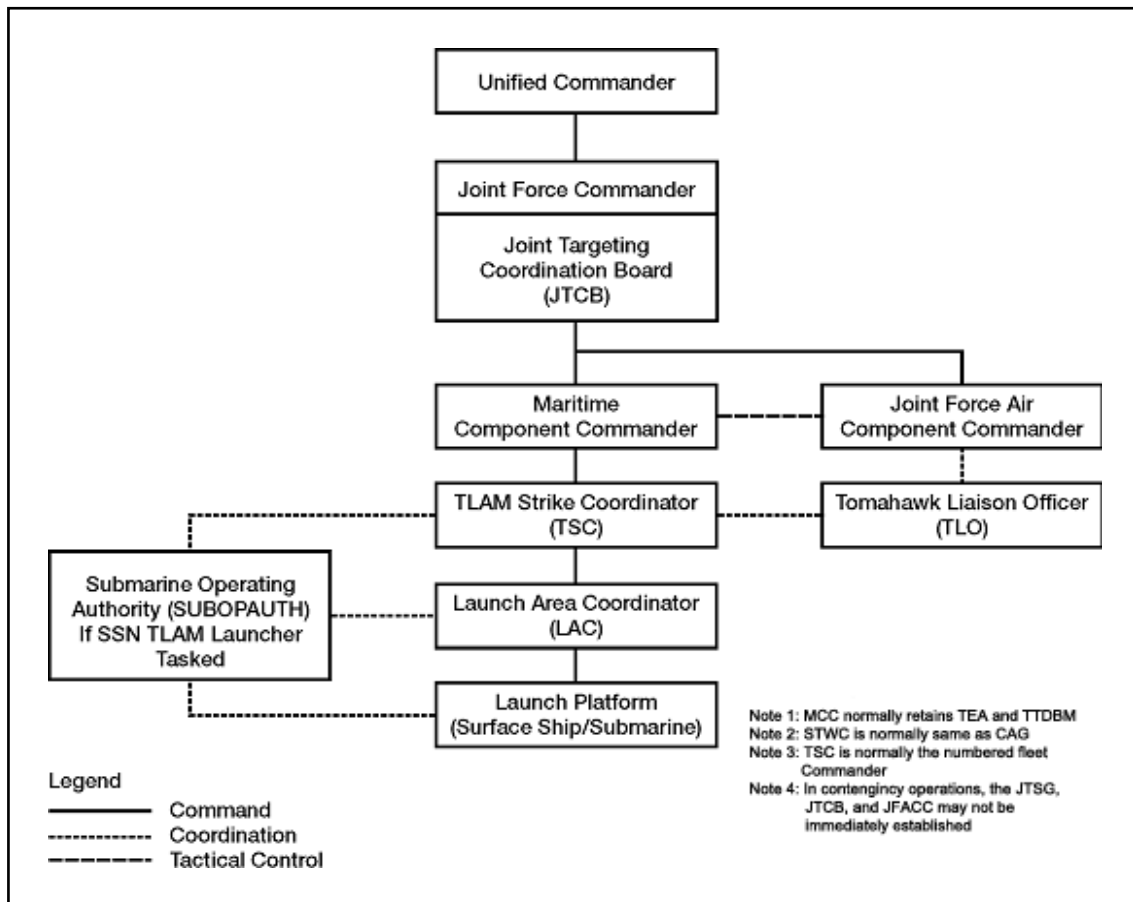 Unified Commander
Joint Force Commander
Joint Targeting
Coordination Board
(JTCB)
Maritime
Component Commander
Joint Force Air
Component Commander
TLAM Strike Coordinator
(TSC)
Tomahawk Liaison Officer
(TLO)
Submarine Operating
Authority (SUBOPAUTH)
If SSN TLAM Launcher
Tasked
Launch Area Coordinator
(LAC)
Launch Platform
(Surface Ship/Submarine)
Note 1: MCC normally retains TEA and TTDBM
Note 2: STWC is normally same as CAG
Note 3: TSC is normally the numbered fleet
Commander
Note 4: In contengincy operations, the JTSG,
JTCB, and JFACC may not be
immediately established
Legend
Command
Coordination
Tactical Control